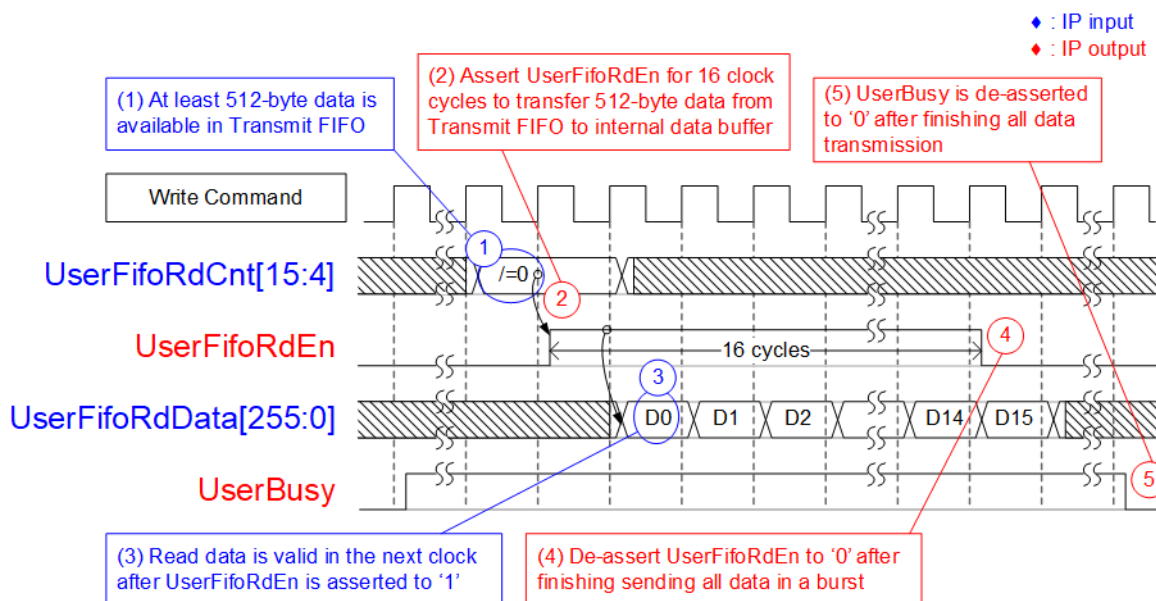 ♦ : IP input
♦ : IP output
(1) At least 512-byte data is
available in Transmit FIFO
(2) Assert UserFifoRdEn for 16 clock
cycles to transfer 512-byte data from
Transmit FIFO to internal data buffer
(5) UserBusy is de-asserted
to ‘0’ after finishing all data
transmission
Write Command
UserFifoRdCnt[15:4]
1
/=0
2
UserFifoRdEn
16 cycles
4
3
UserFifoRdData[255:0]
D0
D1
D2
D14
D15
UserBusy
5
(3) Read data is valid in the next clock
after UserFifoRdEn is asserted to ‘1’
(4) De-assert UserFifoRdEn to ‘0’ after
finishing sending all data in a burst